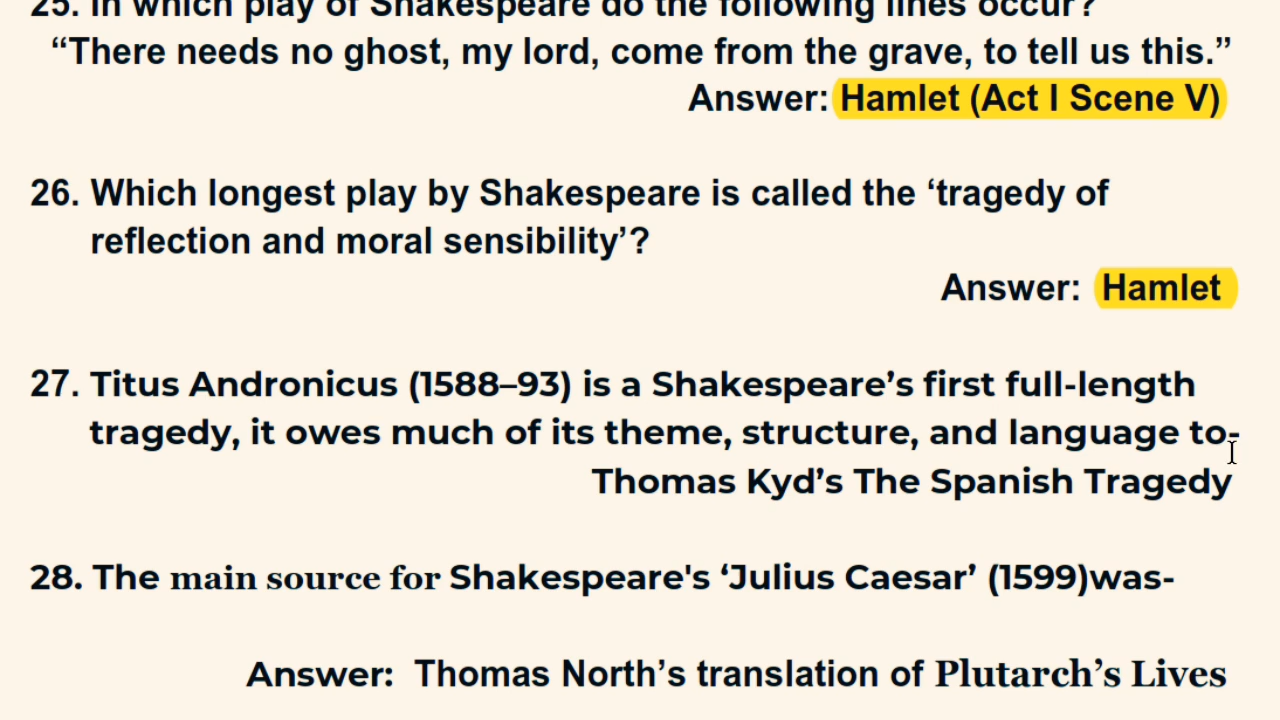 25. In which play of Shakespeare do the following lines occur?
“There needs no ghost, my lord, come from the grave, to tell us this.”
Answer: Hamlet (Act I Scene V)
26. Which longest play by Shakespeare is called the ‘tragedy of
reflection and moral sensibility’?
Answer: Hamlet
27. Titus Andronicus (1588–93) is a Shakespeare’s first full-length
tragedy, it owes much of its theme, structure, and language to-
Thomas Kyd’s The Spanish Tragedy
28. The main source for Shakespeare's ‘Julius Caesar’ (1599)was-
Answer: Thomas North’s translation of Plutarch’s Lives